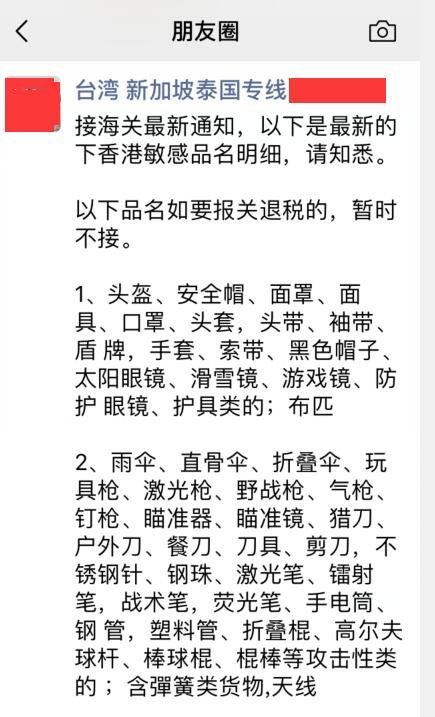 朋友圈
台湾 新加坡泰国专线
接海关最新通知，以下是最新的
下香港敏感品名明细，请知悉。
以下品名如要报关退税的，暂时
不接。
1、头盔、安全帽、面罩、面
具、口罩、头套，头带、袖带、
盾 牌，手套、索带、黑色帽子、
太阳眼镜、滑雪镜、游戏镜、防
护 眼镜、护具类的；布匹
2、雨伞、直骨伞、折叠伞、玩
具枪、激光枪、野战枪、气枪、
钉枪、瞄准器、瞄准镜、猎刀、
户外刀、餐刀、刀具、剪刀，不
锈钢针、钢珠、激光笔、镭射
笔，战术笔，荧光笔、手电筒、
钢 管，塑料管、折叠棍、高尔夫
球杆、棒球棍、棍棒等攻击性类
的 ；含彈簧类货物,天线